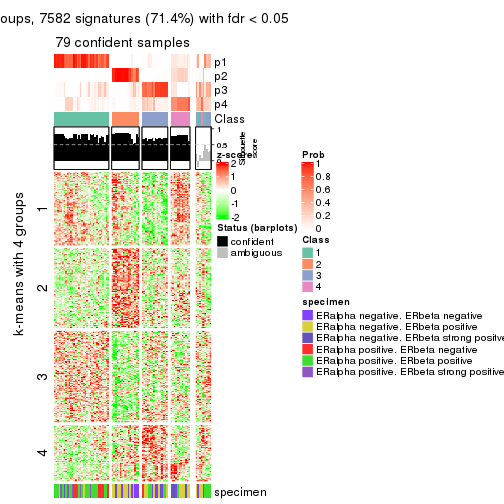 oups, 7582 signatures (71.4%) with fdr < 0.05
79 confident samples
p1
p2
p3
p4
Class
1
0.5
0
Silhouette
score
z-score
2
1
0
-1
-2
Status (barplots)
confident
ambiguous
Prob
1
0.8
0.6
0.4
0.2
0
Class
1
2
3
4
specimen
ERalpha negative. ERbeta negative
ERalpha negative. ERbeta positive
ERalpha negative. ERbeta strong positive
ERalpha positive. ERbeta negative
ERalpha positive. ERbeta positive
ERalpha positive. ERbeta strong positive
k-means with 4 groups
1
2
3
4
specimen